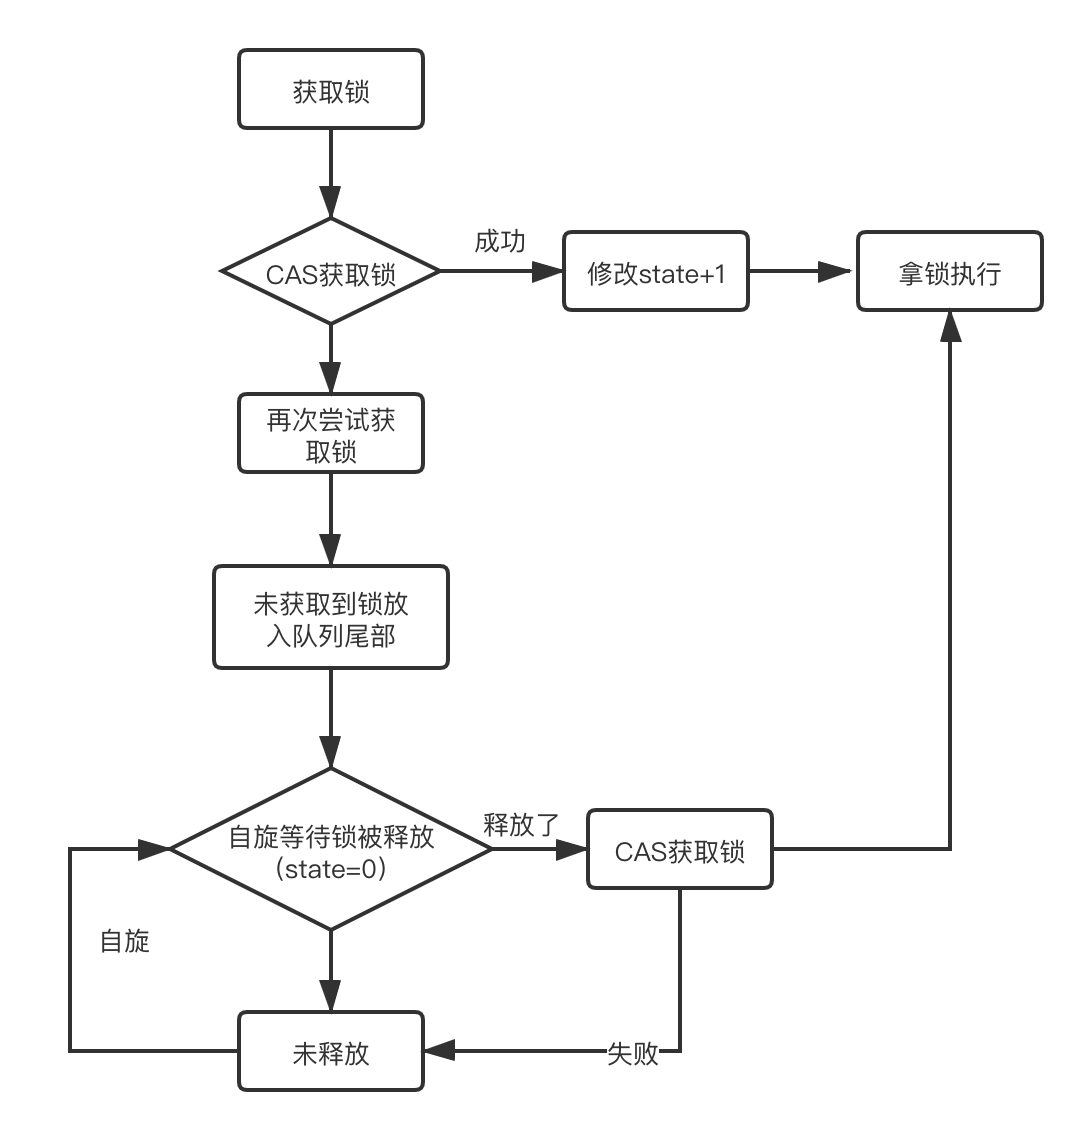 获取锁
CAS获取锁
成功
修改state+1
拿锁执行
再次尝试获
取锁
未获取到锁放
入队列尾部
自旋等待锁被释放
(state=0)
释放了
CAS获取锁
自旋
未释放
失败